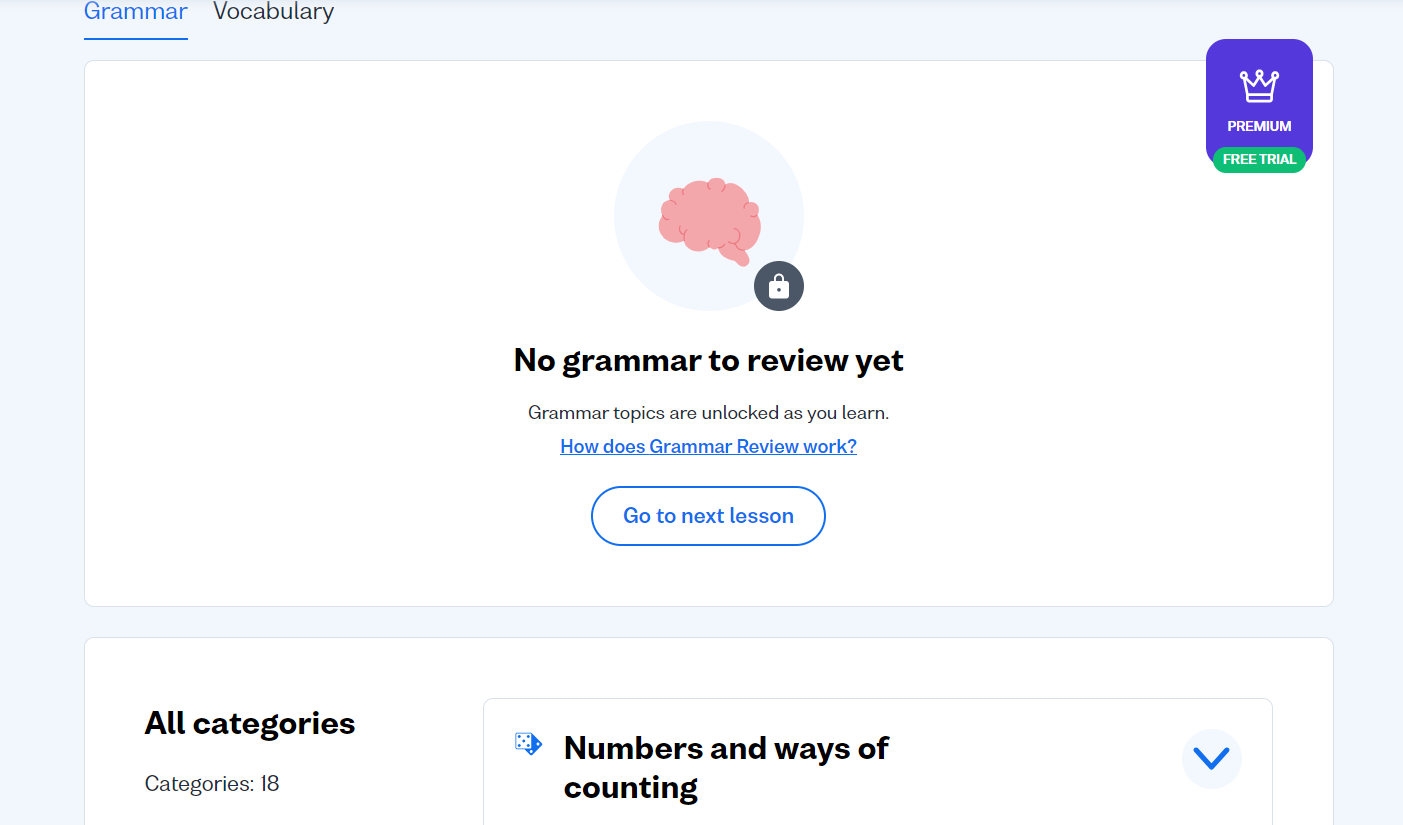 Grammar Vocabulary
PREMIUM
FREE TRIAL
No grammar to review yet
Grammar topics are unlocked as you learn.
How does Grammar Review work?
Go to next lesson
All categories
Categories: 18
Numbers and ways of
counting